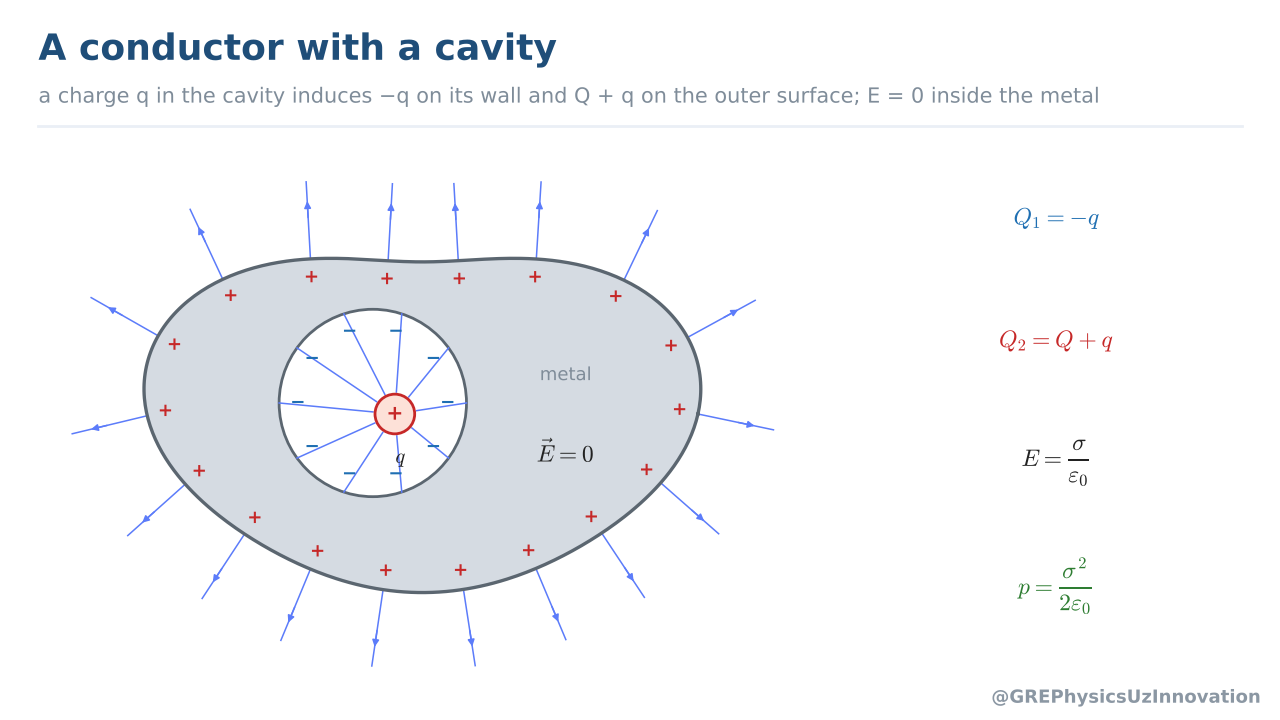 A conductor with a cavity
a charge q in the cavity induces −q on its wall and Q + q on the outer surface; E = 0 inside the metal
Q₁ = −q
Q₂ = Q + q
metal
E⃗ = 0
q
E = σ/ε₀
p = σ²/2ε₀
@GREPhysicsUzInnovation